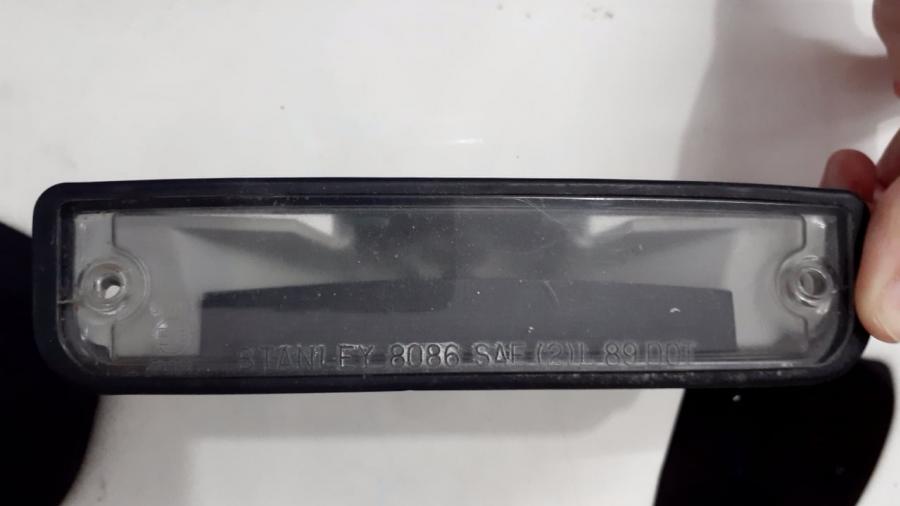 STANLEY 8086 SAE (2)L 89 DOT